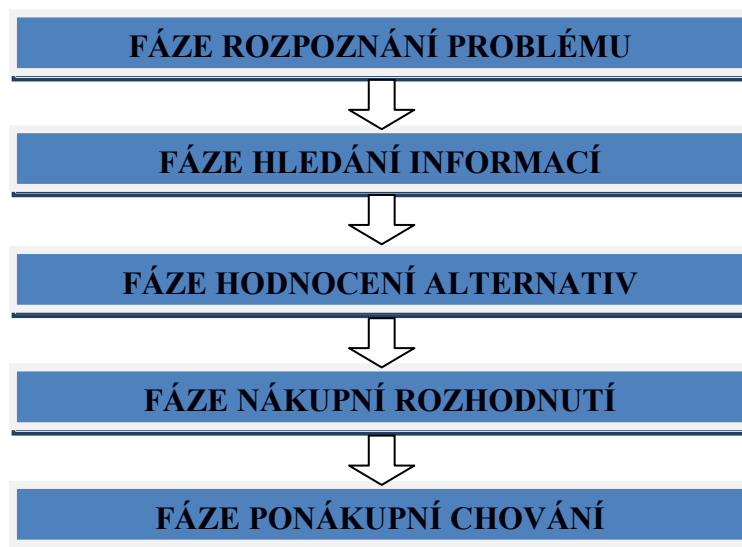 FÁZE ROZPOZNÁNÍ PROBLÉMU
FÁZE HLEDÁNÍ INFORMACÍ
FÁZE HODNOCENÍ ALTERNATIV
FÁZE NÁKUPNÍ ROZHODNUTÍ
FÁZE PONÁKUPNÍ CHOVÁNÍ